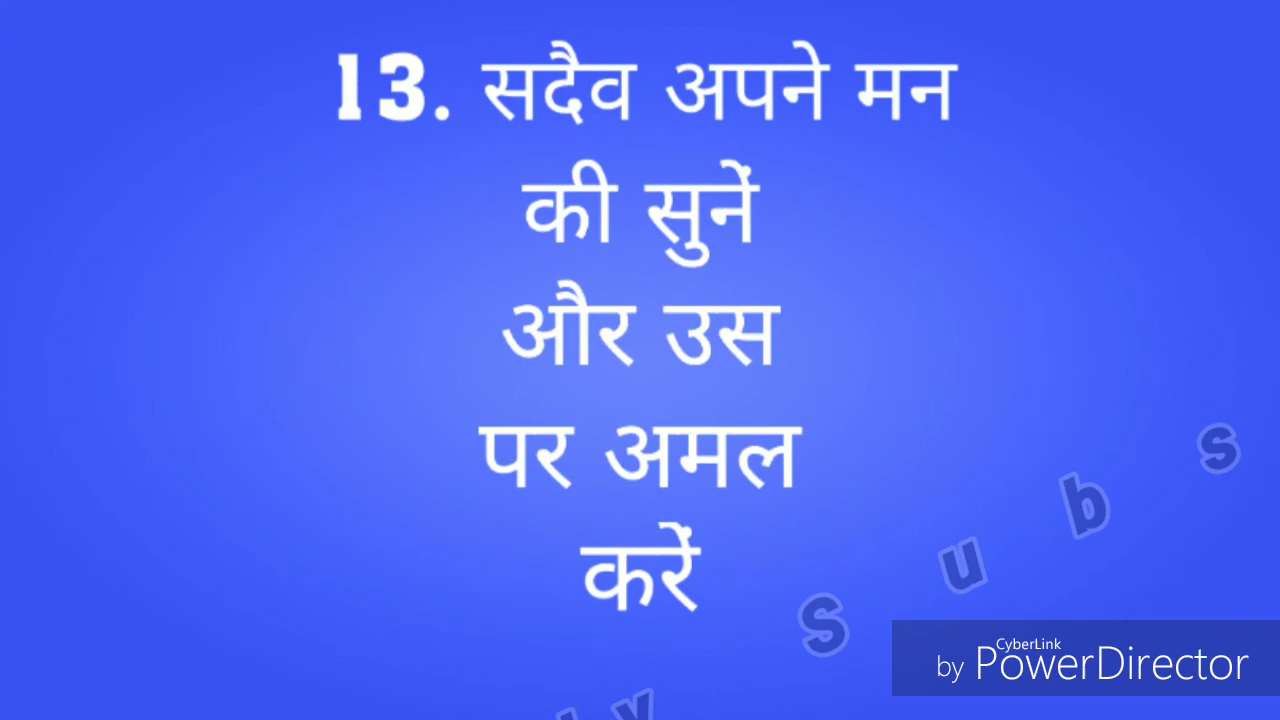 13. सदैव अपने मन
की सुनें
और उस
पर अमल
करें
S u b s
y
CyberLink
by PowerDirector